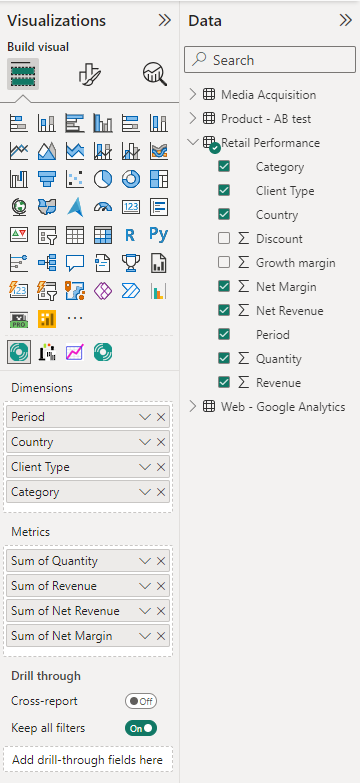 Visualizations
Build visual
123
R
Py
123
PRO
Dimensions
Period
Country
Client Type
Category
Metrics
Sum of Quantity
Sum of Revenue
Sum of Net Revenue
Sum of Net Margin
Drill through
Cross-report
Off
Keep all filters
On
Add drill-through fields here
Data
Search
Media Acquisition
Product - AB test
Retail Performance
Category
Client Type
Country
Discount
Growth margin
Net Margin
Net Revenue
Period
Quantity
Revenue
Web - Google Analytics